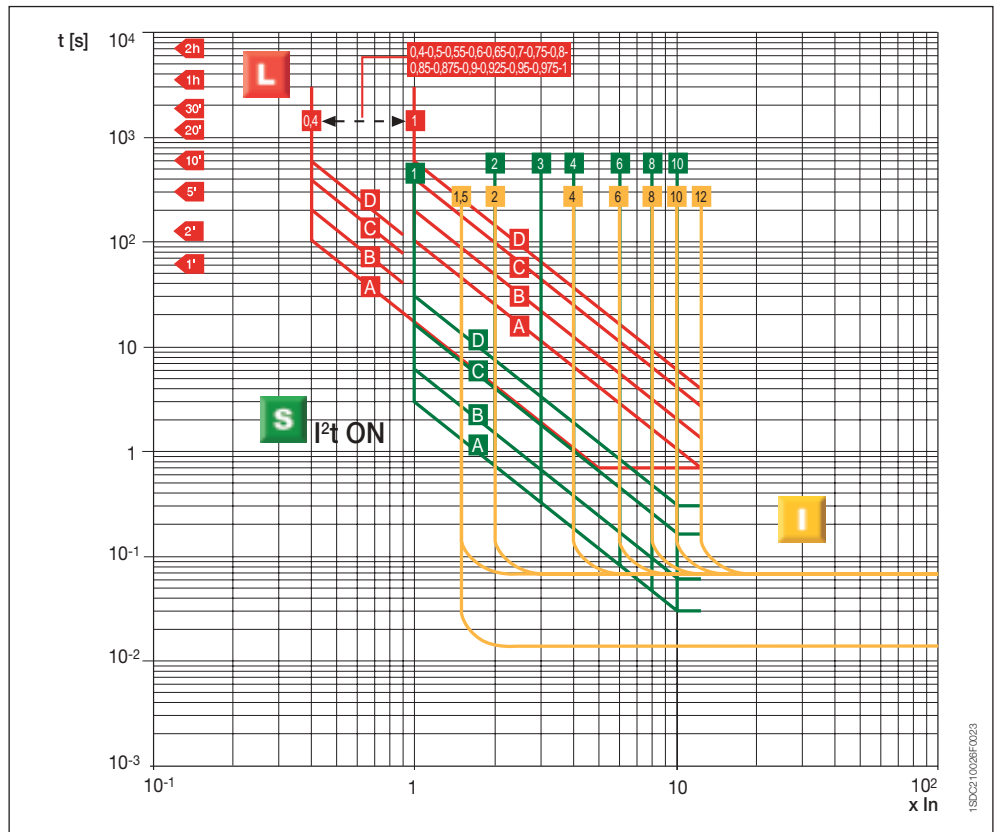 t [s]
10⁴
2h
1h
30'
20'
10'
5'
2'
1'
L
0,4-0,5-0,55-0,6-0,65-0,7-0,75-0,8-
0,85-0,875-0,9-0,925-0,95-0,975-1
0,4
1
10³
1
2
3
4
6
8
10
1,5
2
4
6
8
10
12
10²
D
C
B
A
D
C
B
A
10
D
C
B
A
S
I²t ON
1
I
10⁻¹
10⁻²
10⁻³
10⁻¹
1
10
10²
x In
1SDC210026F0023